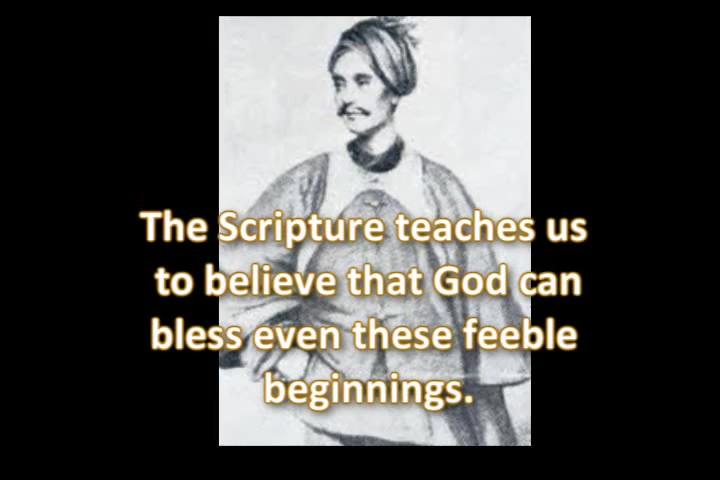 The Scripture teaches us
to believe that God can
bless even these feeble
beginnings.